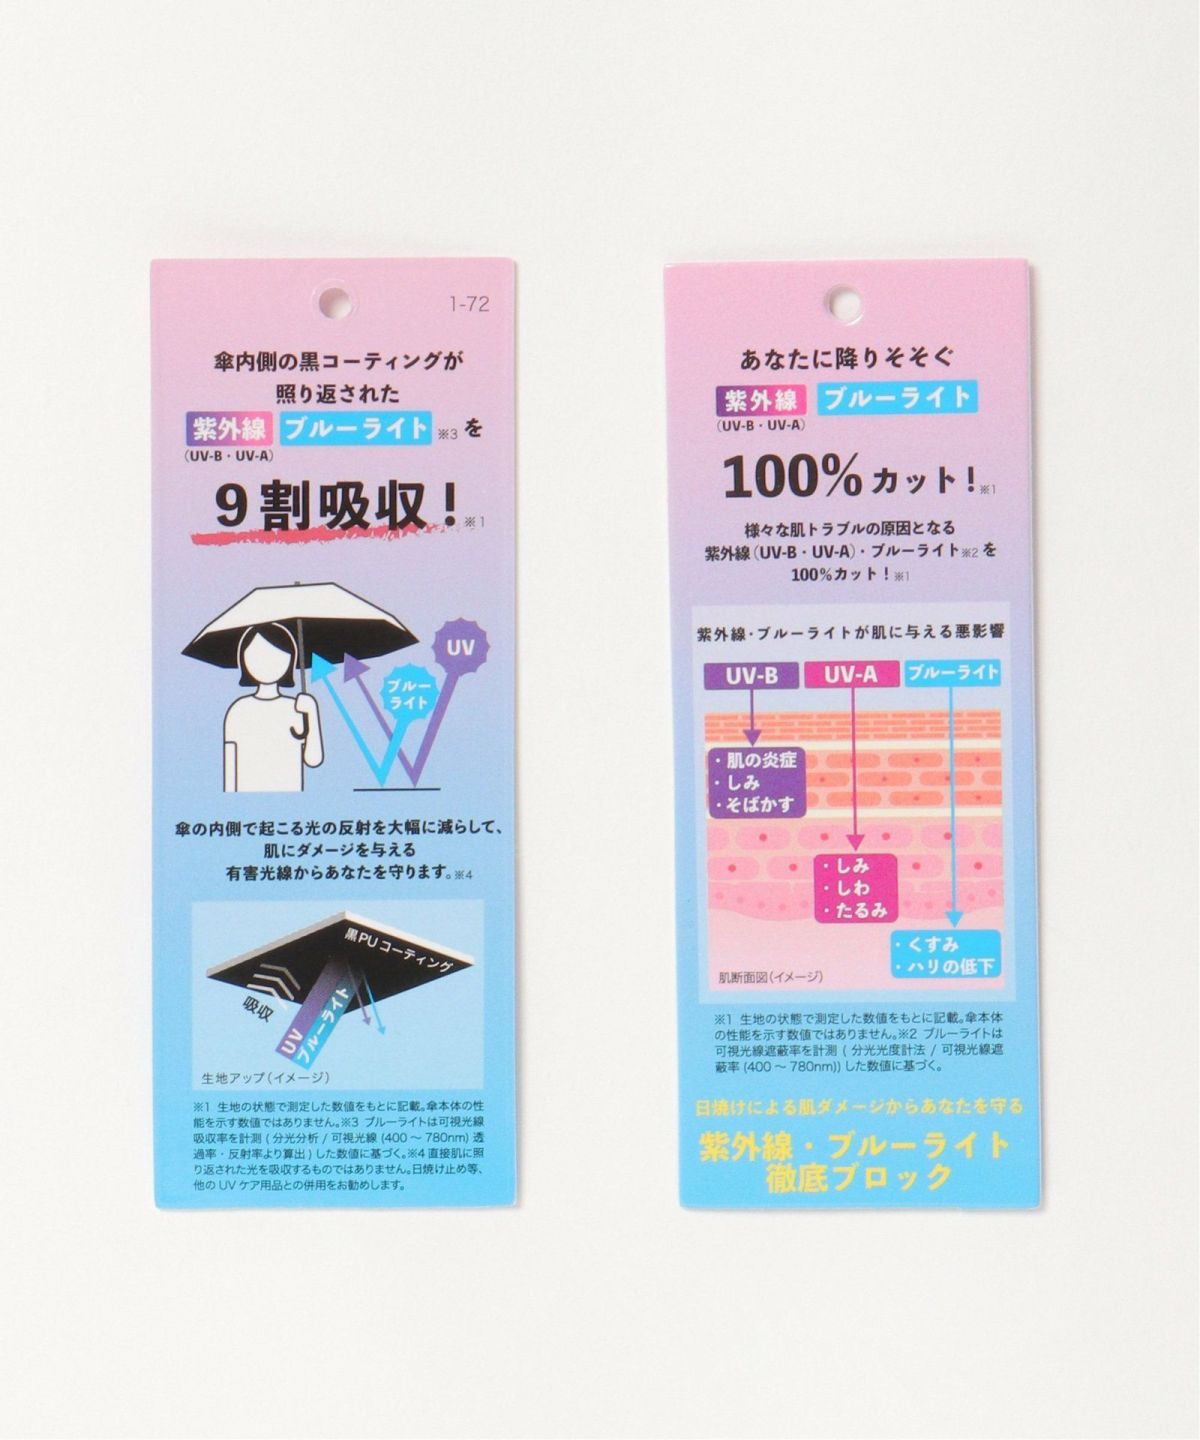 1-72
傘内側の黒コーティングが
照り返された
紫外線 ブルーライト ※3 を
(UV-B・UV-A)
9割吸収！※1
UV
ブルー
ライト
傘の内側で起こる光の反射を大幅に減らして、
肌にダメージを与える
有害光線からあなたを守ります。※4
黒PUコーティング
吸収
UV
ブルーライト
生地アップ(イメージ)
※1 生地の状態で測定した数値をもとに記載。傘本体の性
能を示す数値ではありません。※3 ブルーライトは可視光線
吸収率を計測 ( 分光分析 / 可視光線 (400 〜 780nm) 透
過率・反射率より算出 ) した数値に基づく。※4 直接肌に照
り返された光を吸収するものではありません。日焼け止め等、
他の UV ケア用品との併用をお勧めします。
あなたに降りそそぐ
紫外線 ブルーライト
(UV-B・UV-A)
100% カット！※1
様々な肌トラブルの原因となる
紫外線(UV-B・UV-A)・ブルーライト※2 を
100%カット！※1
紫外線・ブルーライトが肌に与える悪影響
UV-B UV-A ブルーライト
・肌の炎症
・しみ
・そばかす
・しみ
・しわ
・たるみ
・くすみ
・ハリの低下
肌断面図(イメージ)
※1 生地の状態で測定した数値をもとに記載。傘本体
の性能を示す数値ではありません。※2 ブルーライトは
可視光線遮蔽率を計測 ( 分光光度計法 / 可視光線遮
蔽率 (400 〜 780nm)) した数値に基づく。
日焼けによる肌ダメージからあなたを守る
紫外線・ブルーライト
徹底ブロック